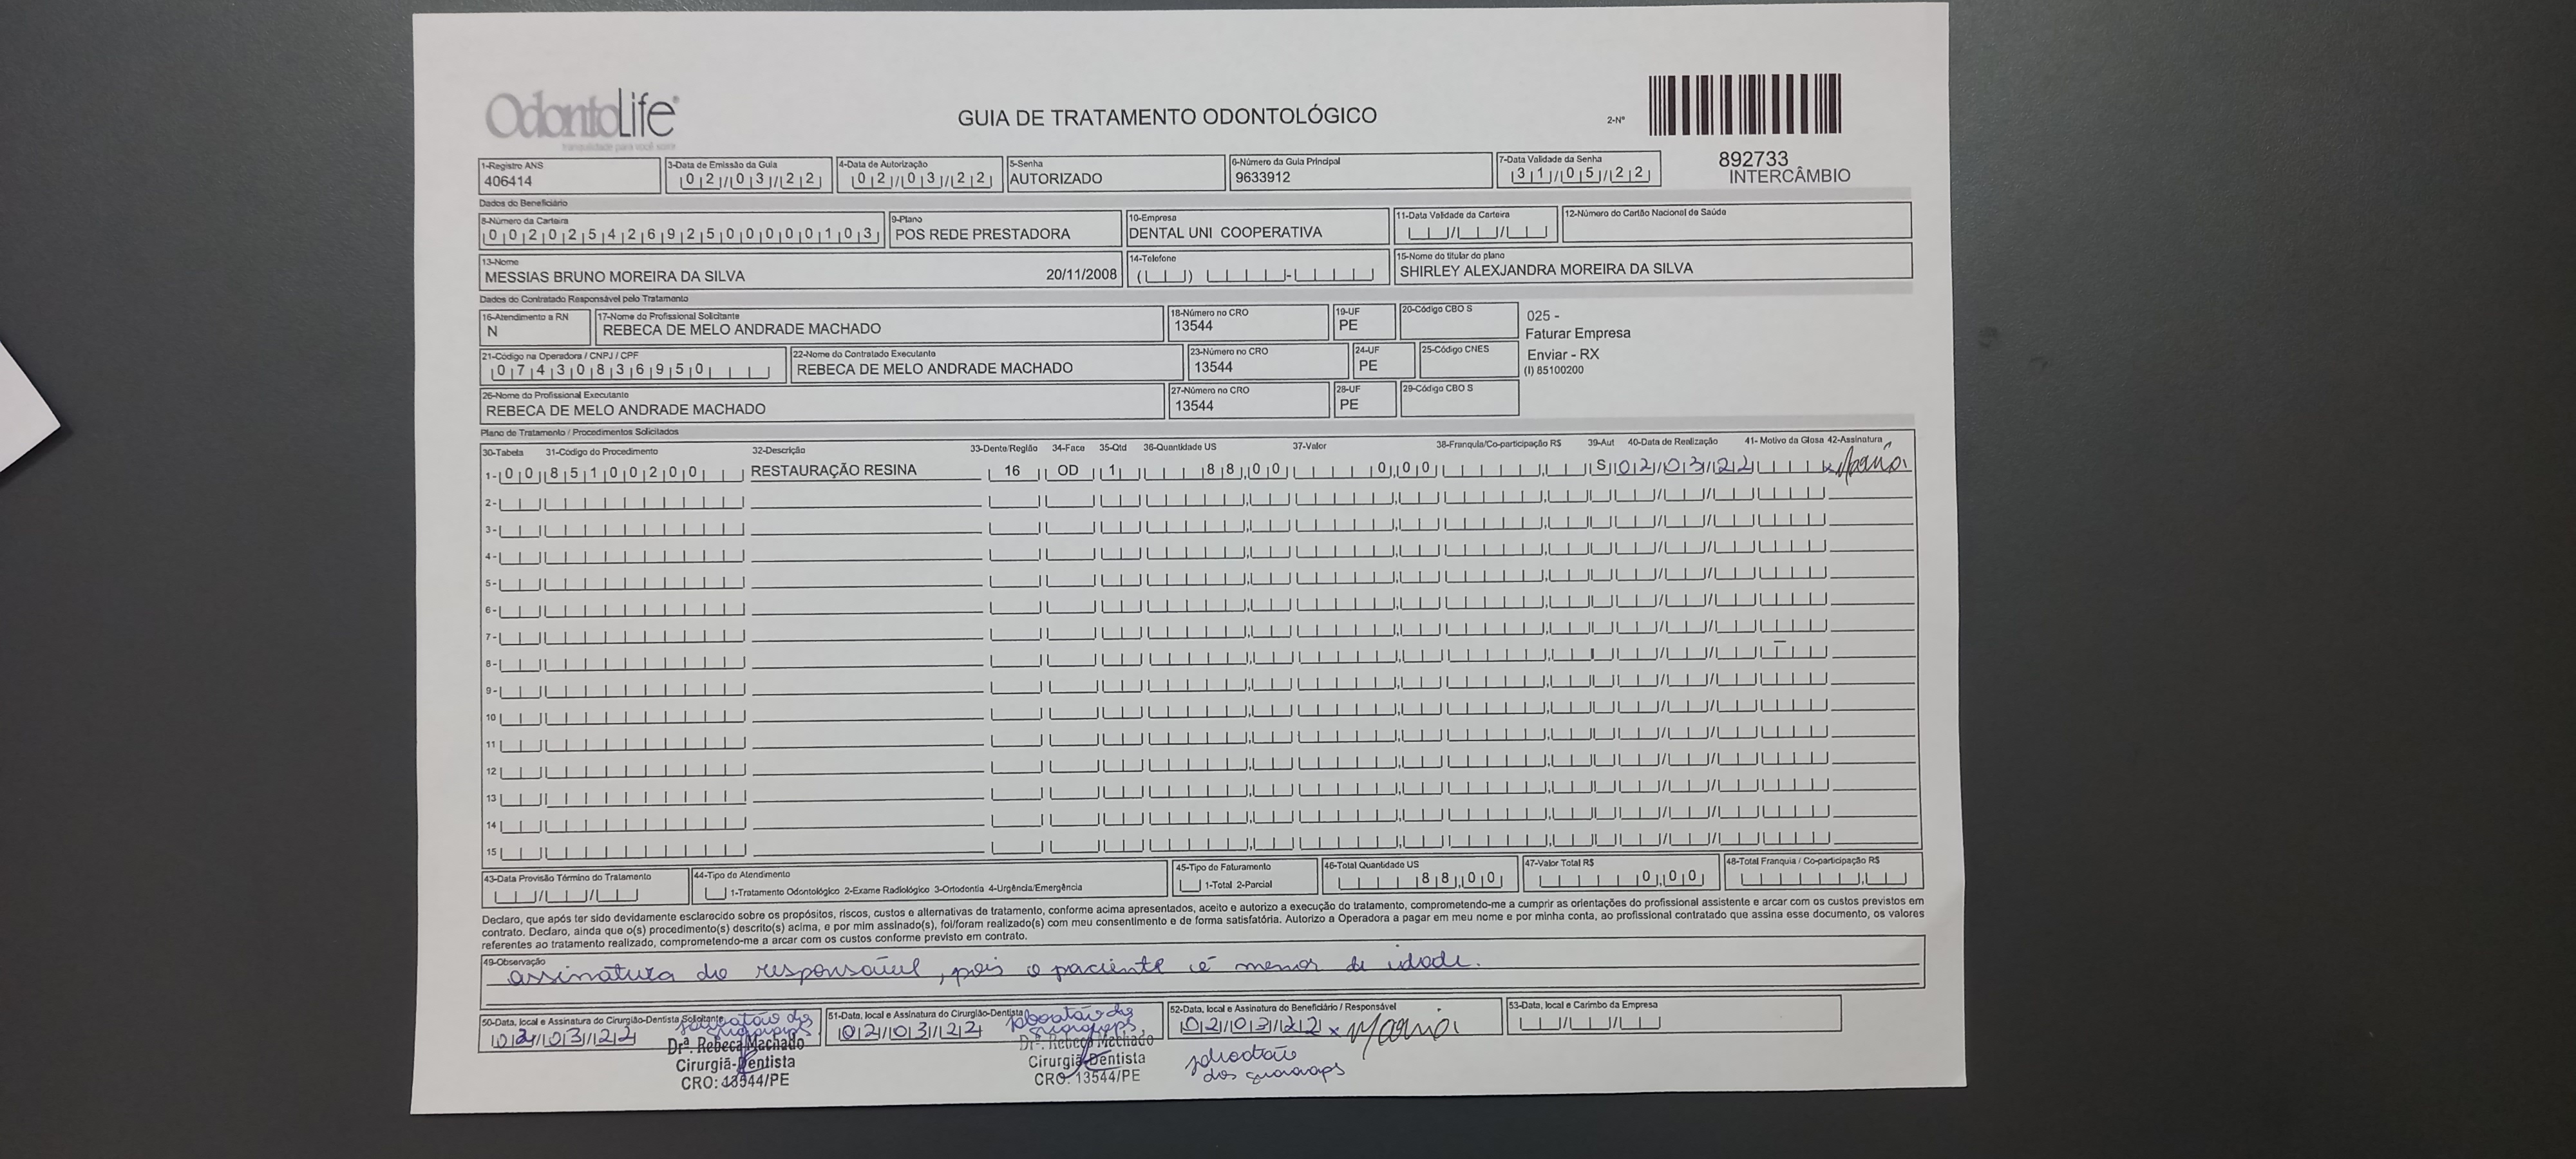 OdontoLife
tranquilidade para você sorrir
GUIA DE TRATAMENTO ODONTOLÓGICO
2-Nº
892733
INTERCÂMBIO
1-Registro ANS
406414
3-Data de Emissão da Guia
02/03/22
4-Data de Autorização
02/03/22
5-Senha
AUTORIZADO
6-Número da Guia Principal
9633912
7-Data Validade da Senha
31/05/22
Dados do Beneficiário
8-Número da Carteira
00202542692500000103
9-Plano
POS REDE PRESTADORA
10-Empresa
DENTAL UNI COOPERATIVA
11-Data Validade da Carteira
12-Número do Cartão Nacional de Saúde
13-Nome
MESSIAS BRUNO MOREIRA DA SILVA 20/11/2008
14-Telefone
15-Nome do titular do plano
SHIRLEY ALEXJANDRA MOREIRA DA SILVA
Dados do Contratado Responsável pelo Tratamento
16-Atendimento a RN
N
17-Nome do Profissional Solicitante
REBECA DE MELO ANDRADE MACHADO
18-Número no CRO
13544
19-UF
PE
20-Código CBO S
025 -
Faturar Empresa
Enviar - RX
(I) 85100200
21-Código na Operadora / CNPJ / CPF
07430836950
22-Nome do Contratado Executante
REBECA DE MELO ANDRADE MACHADO
23-Número no CRO
13544
24-UF
PE
25-Código CNES
26-Nome do Profissional Executante
REBECA DE MELO ANDRADE MACHADO
27-Número no CRO
13544
28-UF
PE
29-Código CBO S
Plano de Tratamento / Procedimentos Solicitados
30-Tabela 31-Código do Procedimento 32-Descrição 33-Dente/Região 34-Face 35-Qtd 36-Quantidade US 37-Valor 38-Franquia/Co-participação R$ 39-Aut 40-Data de Realização 41- Motivo da Glosa 42-Assinatura
1- 00 85100200 RESTAURAÇÃO RESINA 16 OD 1 88,00 0,00 S 02/03/22
2-
3-
4-
5-
6-
7-
8-
9-
10
11
12
13
14
15
43-Data Previsão Término do Tratamento
44-Tipo de Atendimento
1-Tratamento Odontológico 2-Exame Radiológico 3-Ortodontia 4-Urgência/Emergência
45-Tipo de Faturamento
1-Total 2-Parcial
46-Total Quantidade US
88,00
47-Valor Total R$
0,00
48-Total Franquia / Co-participação R$
Declaro, que após ter sido devidamente esclarecido sobre os propósitos, riscos, custos e alternativas de tratamento, conforme acima apresentados, aceito e autorizo a execução do tratamento, comprometendo-me a cumprir as orientações do profissional assistente e arcar com os custos previstos em
contrato. Declaro, ainda que o(s) procedimento(s) descrito(s) acima, e por mim assinado(s), foi/foram realizado(s) com meu consentimento e de forma satisfatória. Autorizo a Operadora a pagar em meu nome e por minha conta, ao profissional contratado que assina esse documento, os valores
referentes ao tratamento realizado, comprometendo-me a arcar com os custos conforme previsto em contrato.
49-Observação
assinatura do responsável, pois o paciente é menor de idade.
50-Data, local e Assinatura do Cirurgião-Dentista Solicitante
02/03/22
Drª. Rebeca Machado
Cirurgiã-Dentista
CRO: 13544/PE
51-Data, local e Assinatura do Cirurgião-Dentista
02/03/22
Drª. Rebeca Machado
Cirurgiã-Dentista
CRO: 13544/PE
52-Data, local e Assinatura do Beneficiário / Responsável
02/03/22 x
53-Data, local e Carimbo da Empresa